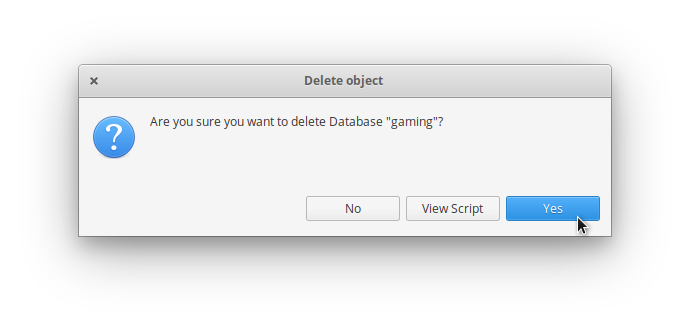 Delete object
Are you sure you want to delete Database "gaming"?
?
No
View Script
Yes